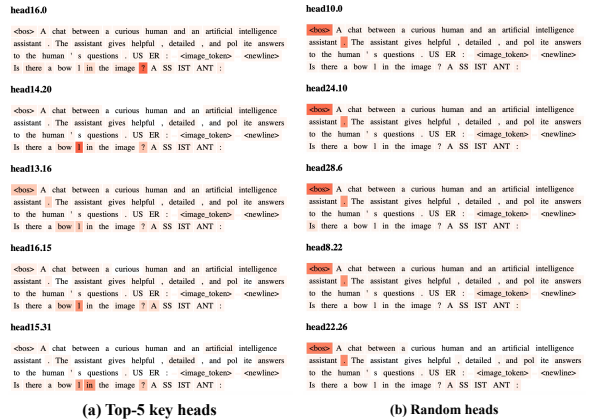 head16.0
<bos> A chat between a curious human and an artificial intelligence
assistant . The assistant gives helpful , detailed , and pol ite answers
to the human ' s questions . US ER : <image_token> <newline>
Is there a bow l in the image ? A SS IST ANT :
head14.20
<bos> A chat between a curious human and an artificial intelligence
assistant . The assistant gives helpful , detailed , and pol ite answers
to the human ' s questions . US ER : <image_token> <newline>
Is there a bow l in the image ? A SS IST ANT :
head13.16
<bos> A chat between a curious human and an artificial intelligence
assistant . The assistant gives helpful , detailed , and pol ite answers
to the human ' s questions . US ER : <image_token> <newline>
Is there a bow l in the image ? A SS IST ANT :
head16.15
<bos> A chat between a curious human and an artificial intelligence
assistant . The assistant gives helpful , detailed , and pol ite answers
to the human ' s questions . US ER : <image_token> <newline>
Is there a bow l in the image ? A SS IST ANT :
head15.31
<bos> A chat between a curious human and an artificial intelligence
assistant . The assistant gives helpful , detailed , and pol ite answers
to the human ' s questions . US ER : <image_token> <newline>
Is there a bow l in the image ? A SS IST ANT :
(a) Top-5 key heads
head10.0
<bos> A chat between a curious human and an artificial intelligence
assistant . The assistant gives helpful , detailed , and pol ite answers
to the human ' s questions . US ER : <image_token> <newline>
Is there a bow l in the image ? A SS IST ANT :
head24.10
<bos> A chat between a curious human and an artificial intelligence
assistant . The assistant gives helpful , detailed , and pol ite answers
to the human ' s questions . US ER : <image_token> <newline>
Is there a bow l in the image ? A SS IST ANT :
head28.6
<bos> A chat between a curious human and an artificial intelligence
assistant . The assistant gives helpful , detailed , and pol ite answers
to the human ' s questions . US ER : <image_token> <newline>
Is there a bow l in the image ? A SS IST ANT :
head8.22
<bos> A chat between a curious human and an artificial intelligence
assistant . The assistant gives helpful , detailed , and pol ite answers
to the human ' s questions . US ER : <image_token> <newline>
Is there a bow l in the image ? A SS IST ANT :
head22.26
<bos> A chat between a curious human and an artificial intelligence
assistant . The assistant gives helpful , detailed , and pol ite answers
to the human ' s questions . US ER : <image_token> <newline>
Is there a bow l in the image ? A SS IST ANT :
(b) Random heads